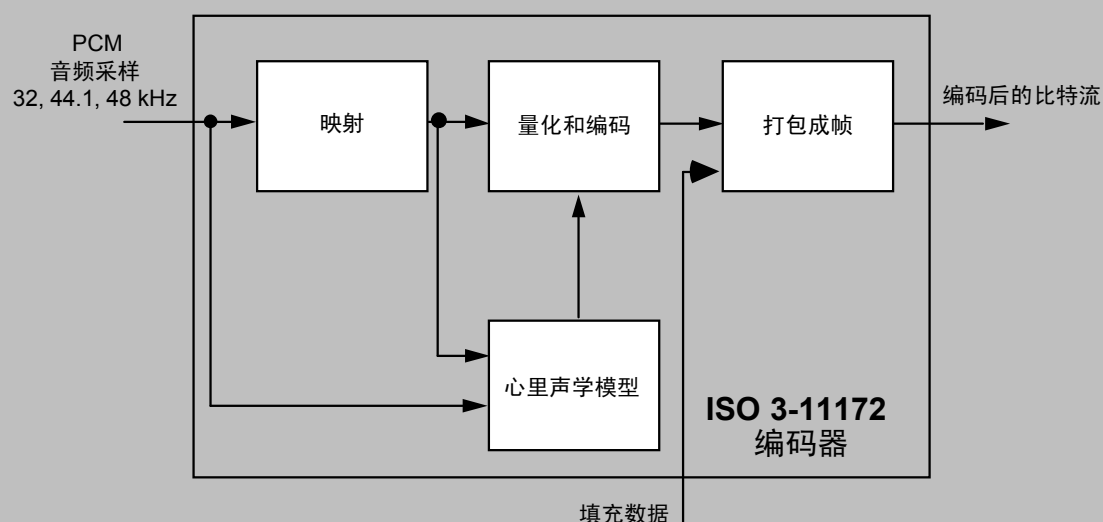 PCM
音频采样
32, 44.1, 48 kHz
映射
量化和编码
打包成帧
编码后的比特流
心里声学模型
ISO 3-11172
编码器
填充数据